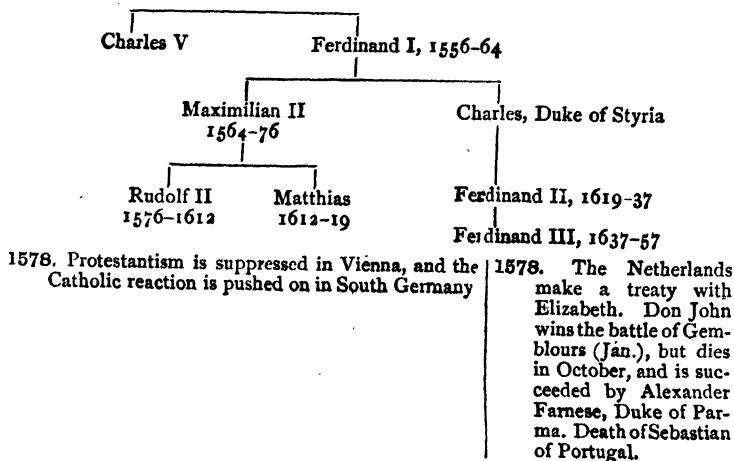 Charles V
Ferdinand I, 1556-64
Maximilian II
1564-76
Charles, Duke of Styria
Rudolf II
1576-1612
Matthias
1612-19
Ferdinand II, 1619-37
Ferdinand III, 1637-57
1578. Protestantism is suppressed in Vienna, and the
Catholic reaction is pushed on in South Germany
1578. The Netherlands
make a treaty with
Elizabeth. Don John
wins the battle of Gem-
blours (Jan.), but dies
in October, and is suc-
ceeded by Alexander
Farnese, Duke of Par-
ma. Death of Sebastian
of Portugal.